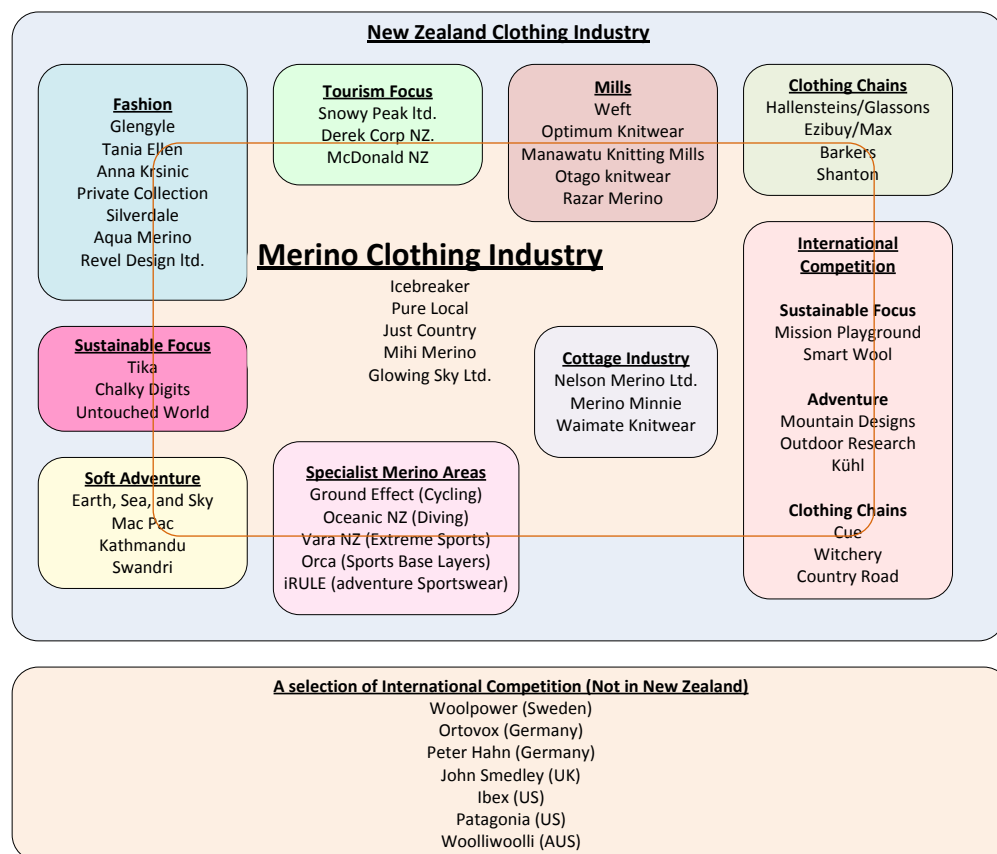 New Zealand Clothing Industry
Fashion
Glengyle
Tania Ellen
Anna Krsinic
Private Collection
Silverdale
Aqua Merino
Revel Design ltd.
Tourism Focus
Snowy Peak ltd.
Derek Corp NZ.
McDonald NZ
Mills
Weft
Optimum Knitwear
Manawatu Knitting Mills
Otago knitwear
Razar Merino
Clothing Chains
Hallensteins/Glassons
Ezibuy/Max
Barkers
Shanton
Merino Clothing Industry
Icebreaker
Pure Local
Just Country
Mihi Merino
Glowing Sky Ltd.
International
Competition
Sustainable Focus
Mission Playground
Smart Wool
Adventure
Mountain Designs
Outdoor Research
Kühl
Clothing Chains
Cue
Witchery
Country Road
Sustainable Focus
Tika
Chalky Digits
Untouched World
Cottage Industry
Nelson Merino Ltd.
Merino Minnie
Waimate Knitwear
Soft Adventure
Earth, Sea, and Sky
Mac Pac
Kathmandu
Swandri
Specialist Merino Areas
Ground Effect (Cycling)
Oceanic NZ (Diving)
Vara NZ (Extreme Sports)
Orca (Sports Base Layers)
iRULE (adventure Sportswear)
A selection of International Competition (Not in New Zealand)
Woolpower (Sweden)
Ortovox (Germany)
Peter Hahn (Germany)
John Smedley (UK)
Ibex (US)
Patagonia (US)
Woolliwoolli (AUS)